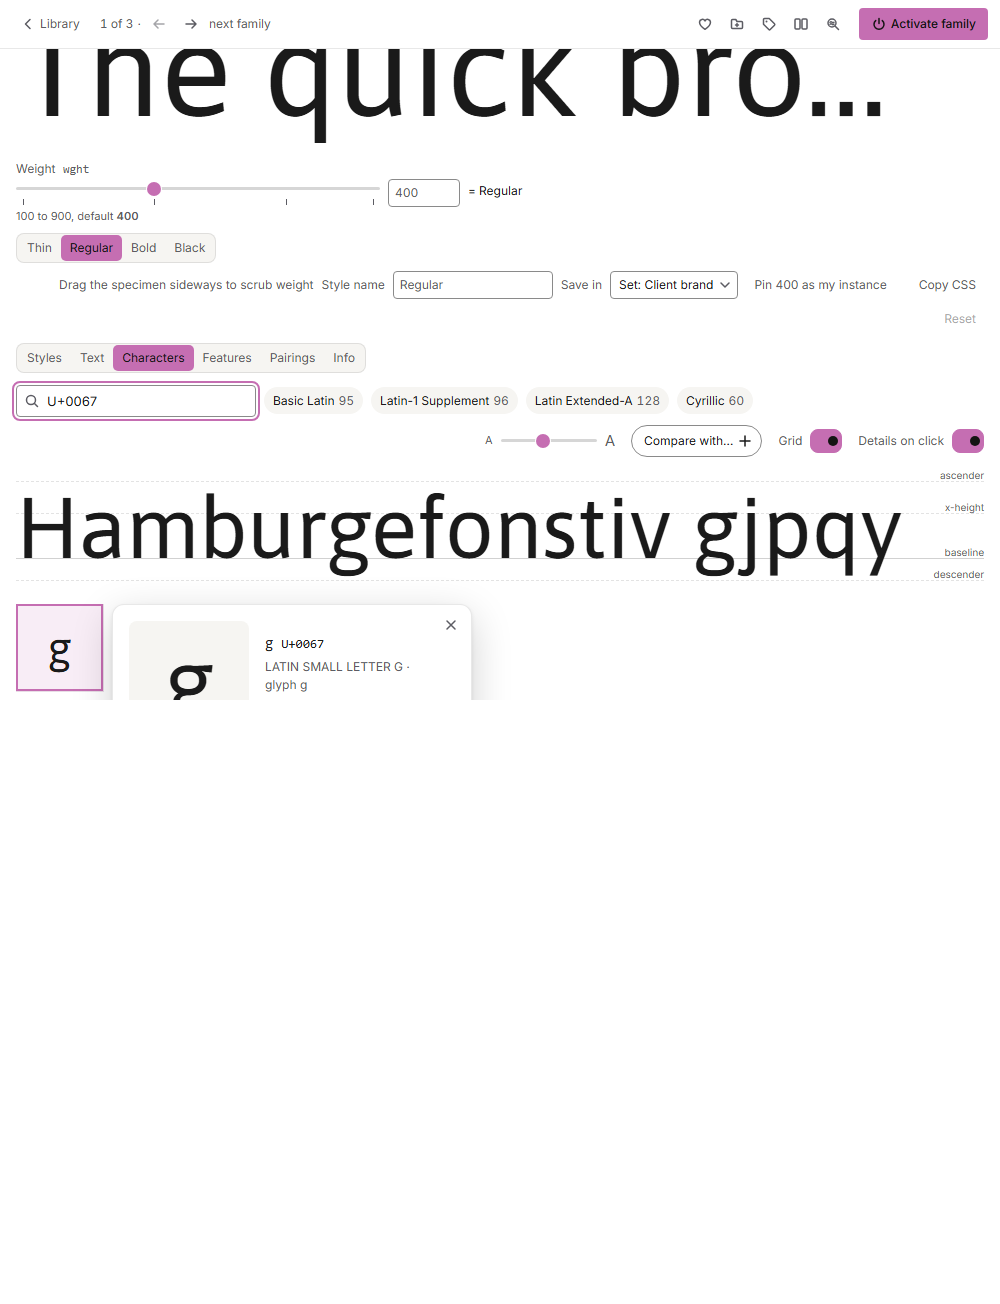 Library 1 of 3 · next family Activate family
The quick bro...
Weight wght
400 = Regular
100 to 900, default 400
Thin Regular Bold Black
Drag the specimen sideways to scrub weight Style name Regular Save in Set: Client brand Pin 400 as my instance Copy CSS
Reset
Styles Text Characters Features Pairings Info
U+0067 Basic Latin 95 Latin-1 Supplement 96 Latin Extended-A 128 Cyrillic 60
A A Compare with... Grid Details on click
ascender
x-height
Hamburgefonstiv gjpqy
baseline
descender
g g g U+0067
LATIN SMALL LETTER G ·
glyph g